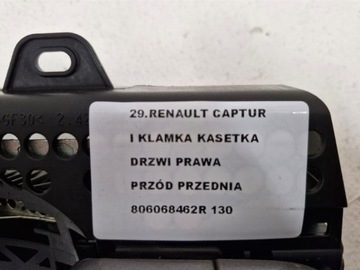 29.RENAULT CAPTUR
I KLAMKA KASETKA
DRZWI PRAWA
PRZÓD PRZEDNIA
806068462R 130